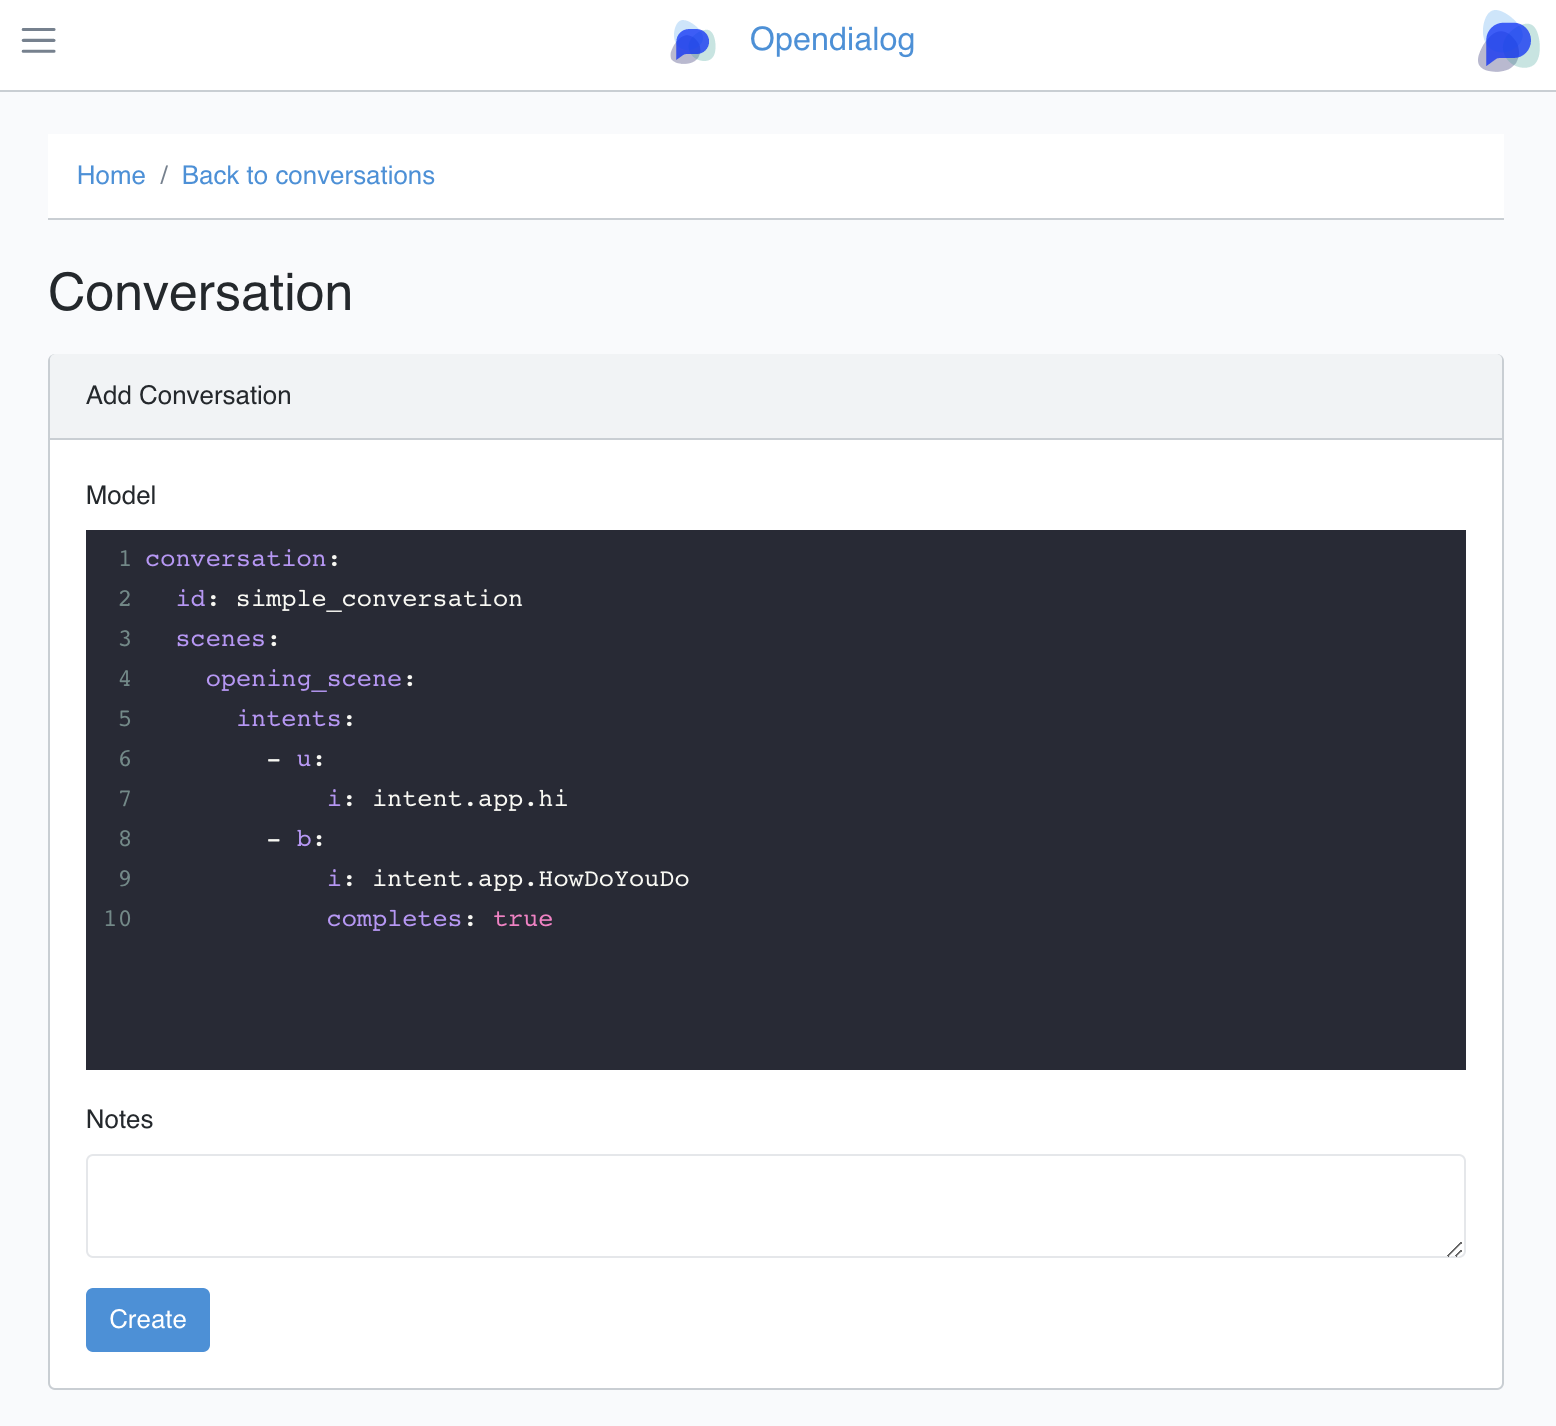 Opendialog
Home / Back to conversations
Conversation
Add Conversation
Model
1 conversation:
2   id: simple_conversation
3   scenes:
4     opening_scene:
5       intents:
6         - u:
7             i: intent.app.hi
8         - b:
9             i: intent.app.HowDoYouDo
10             completes: true
Notes
Create